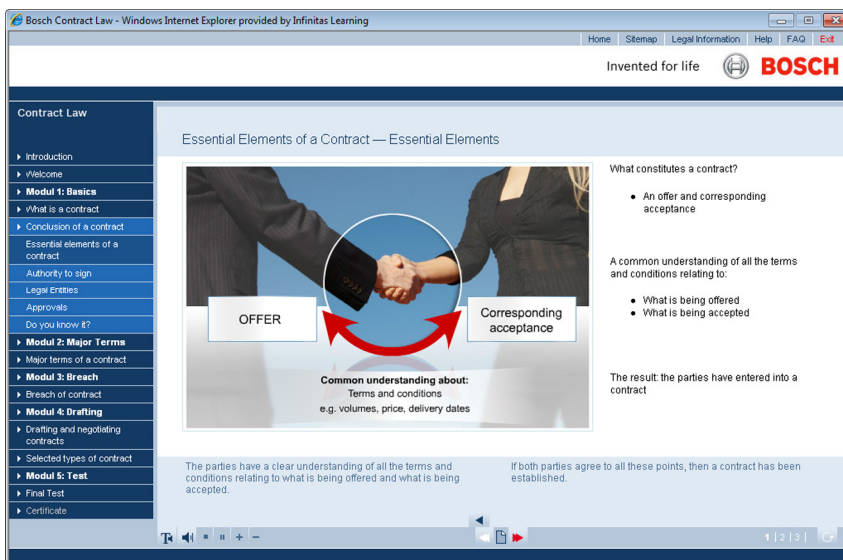 Bosch Contract Law - Windows Internet Explorer provided by Infinitas Learning
Home Sitemap Legal Information Help FAQ Exit
Invented for life BOSCH
Contract Law
Essential Elements of a Contract — Essential Elements
Introduction
Welcome
Modul 1: Basics
What is a contract
Conclusion of a contract
Essential elements of a
contract
Authority to sign
Legal Entities
Approvals
Do you know it?
Modul 2: Major Terms
Major terms of a contract
Modul 3: Breach
Breach of contract
Modul 4: Drafting
Drafting and negotiating
contracts
Selected types of contract
Modul 5: Test
Final Test
Certificate
OFFER
Corresponding
acceptance
Common understanding about:
Terms and conditions
e.g. volumes, price, delivery dates
What constitutes a contract?
An offer and corresponding
acceptance
A common understanding of all the terms
and conditions relating to:
What is being offered
What is being accepted
The result: the parties have entered into a
contract
The parties have a clear understanding of all the terms and
conditions relating to what is being offered and what is being
accepted.
If both parties agree to all these points, then a contract has been
established.
1 | 2 | 3 |